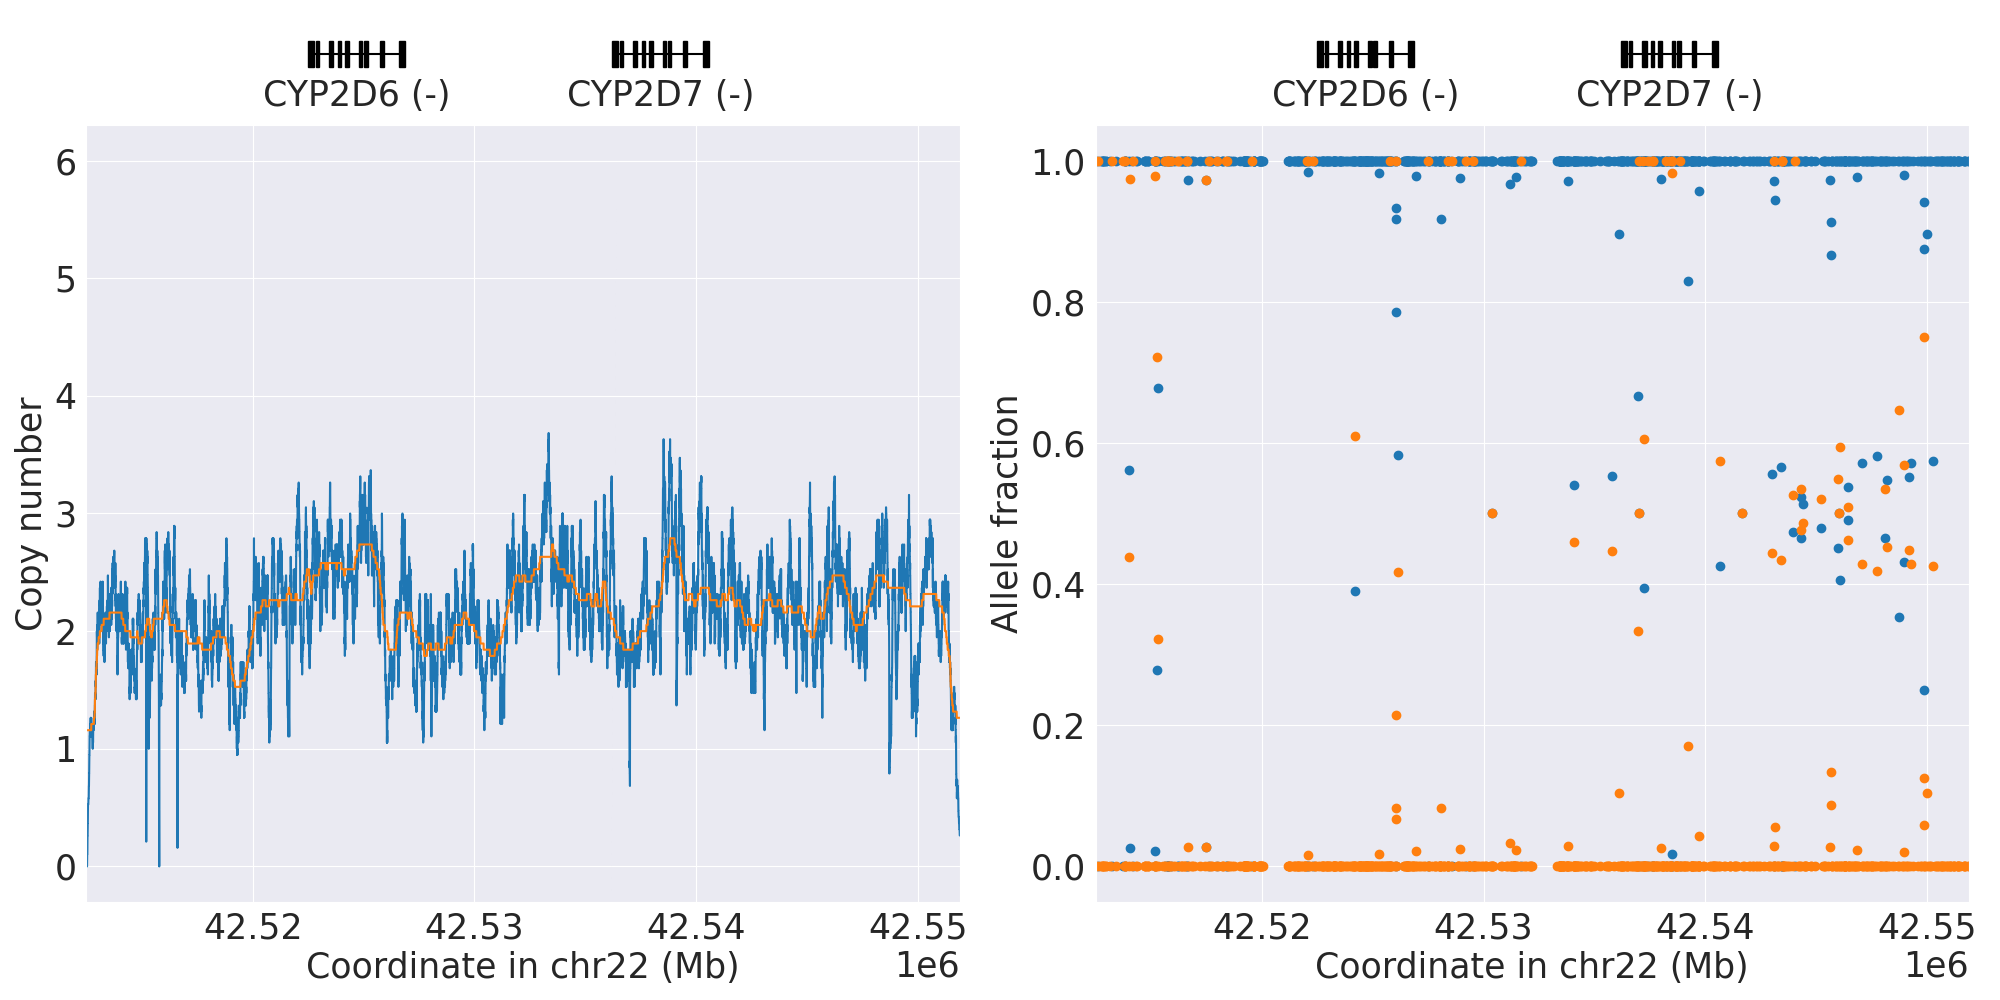 CYP2D6 (-) CYP2D7 (-)
6
5
4
3
2
1
0
Copy number
42.52 42.53 42.54 42.55
Coordinate in chr22 (Mb) 1e6
CYP2D6 (-) CYP2D7 (-)
1.0
0.8
0.6
0.4
0.2
0.0
Allele fraction
42.52 42.53 42.54 42.55
Coordinate in chr22 (Mb) 1e6